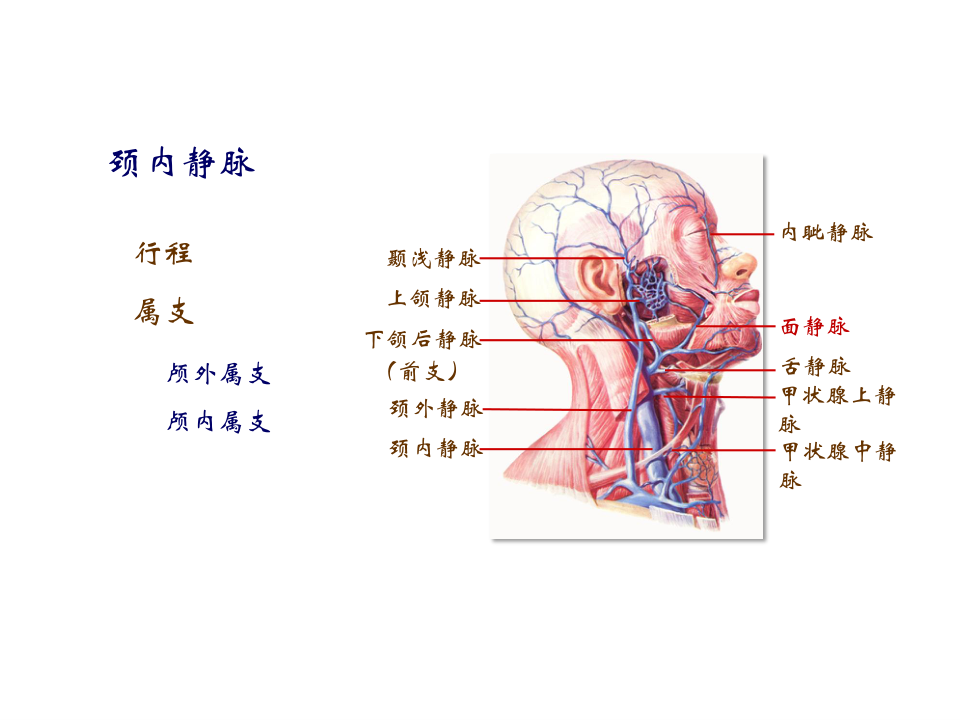 颈内静脉
行程
属支
颅外属支
颅内属支
颞浅静脉
上颌静脉
下颌后静脉
（前支）
颈外静脉
颈内静脉
内眦静脉
面静脉
舌静脉
甲状腺上静
脉
甲状腺中静
脉